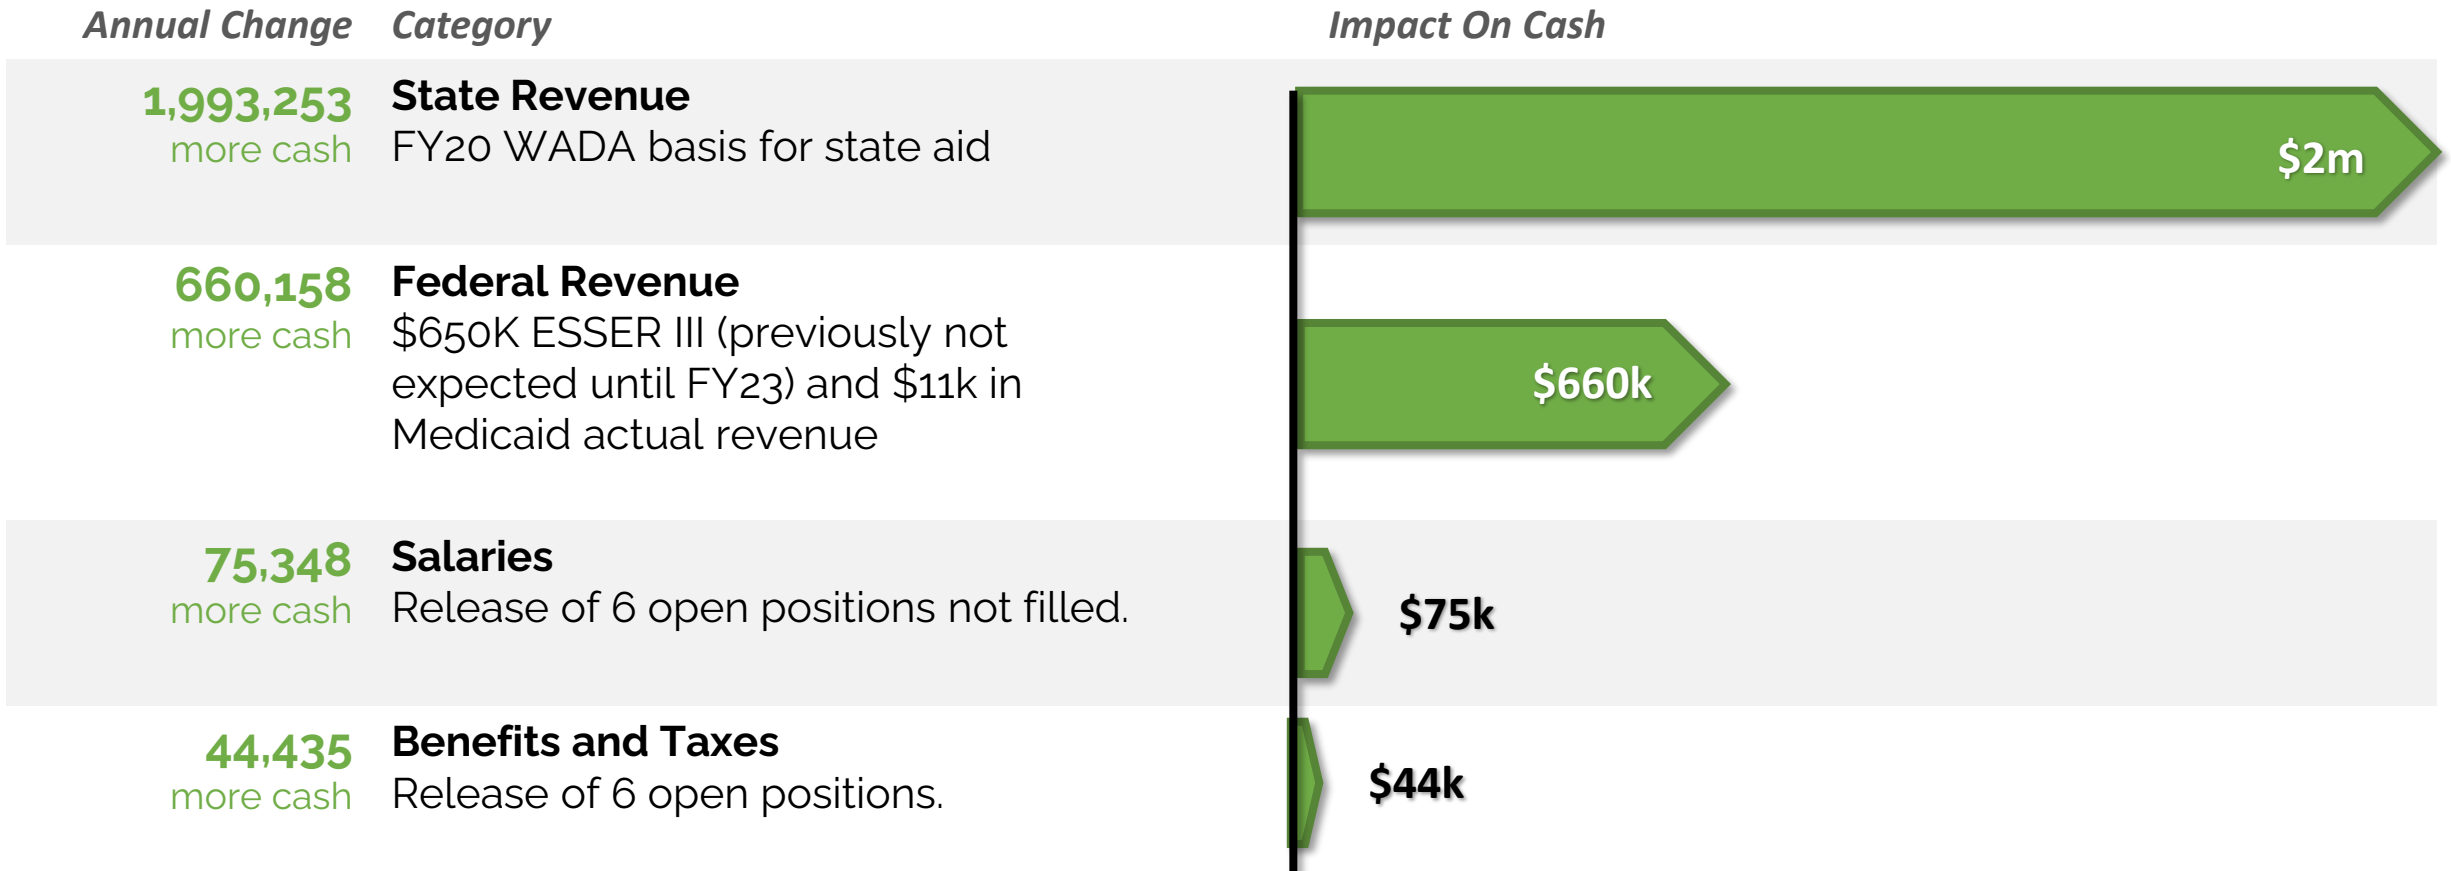 Annual Change Category Impact On Cash
1,993,253 State Revenue
more cash FY20 WADA basis for state aid
$2m
660,158 Federal Revenue
more cash $650K ESSER III (previously not
expected until FY23) and $11k in
Medicaid actual revenue
$660k
75,348 Salaries
more cash Release of 6 open positions not filled.
$75k
44,435 Benefits and Taxes
more cash Release of 6 open positions.
$44k